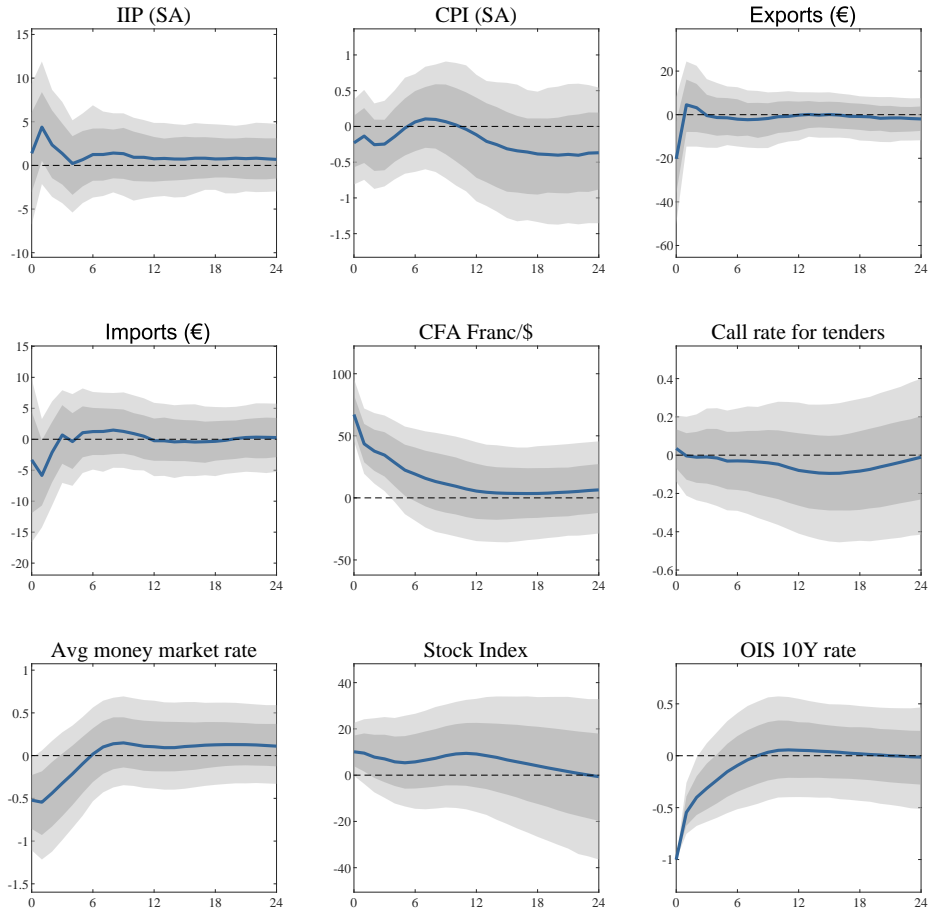 IIP (SA)
15
10
5
0
-5
-10
0 6 12 18 24
CPI (SA)
1
0.5
0
-0.5
-1
-1.5
0 6 12 18 24
Exports (€)
20
0
-20
-40
-60
0 6 12 18 24
Imports (€)
15
10
5
0
-5
-10
-15
-20
0 6 12 18 24
CFA Franc/$
100
50
0
-50
0 6 12 18 24
Call rate for tenders
0.4
0.2
0
-0.2
-0.4
-0.6
0 6 12 18 24
Avg money market rate
1
0.5
0
-0.5
-1
-1.5
0 6 12 18 24
Stock Index
40
20
0
-20
-40
0 6 12 18 24
OIS 10Y rate
0.5
0
-0.5
-1
0 6 12 18 24